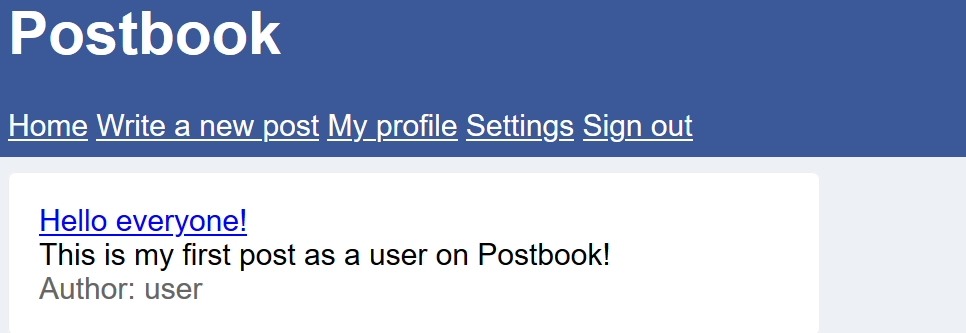 Postbook
Home Write a new post My profile Settings Sign out
Hello everyone!
This is my first post as a user on Postbook!
Author: user